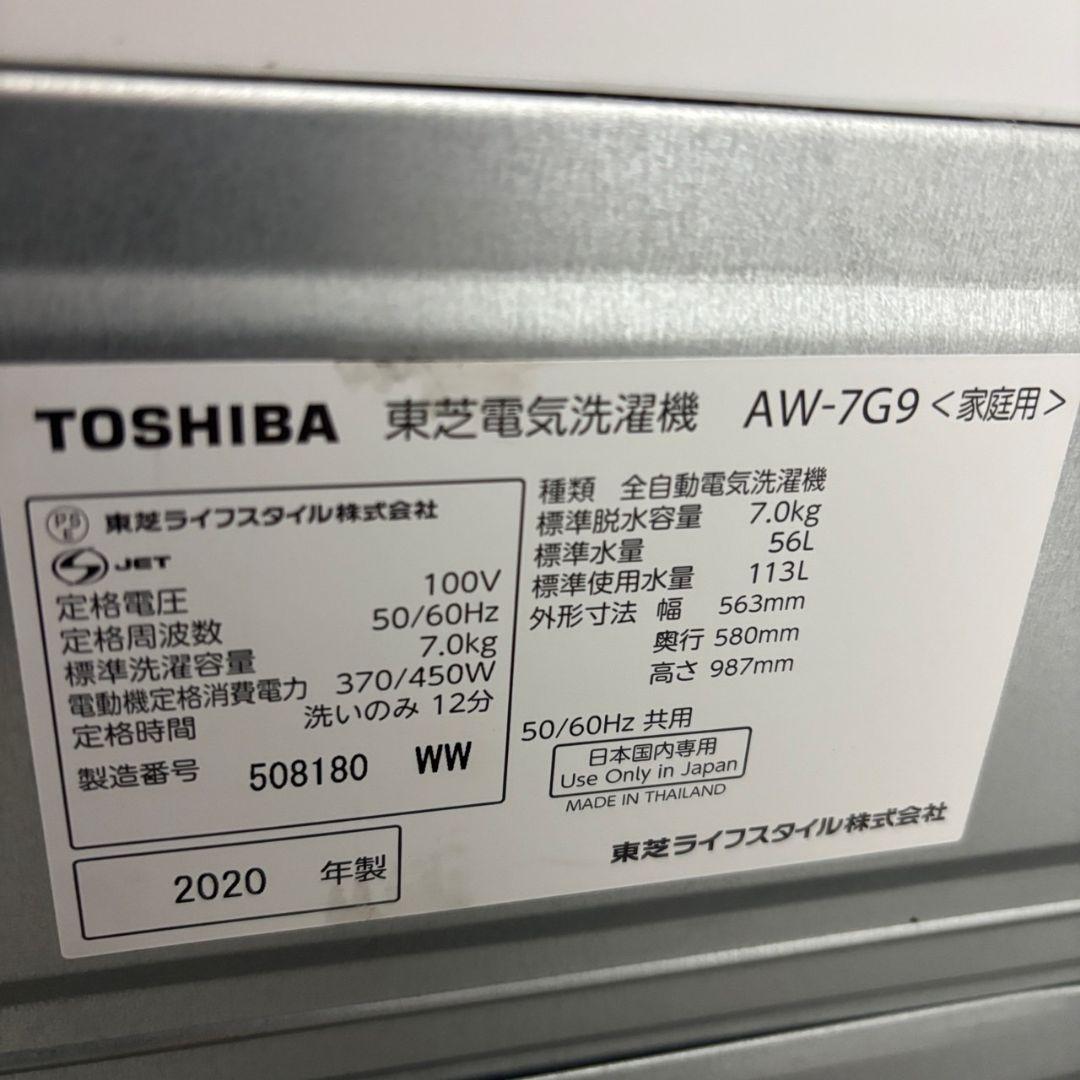 TOSHIBA 東芝電気洗濯機 AW-7G9 <家庭用>
PS E 東芝ライフスタイル株式会社
S JET
定格電圧 100V
定格周波数 50/60Hz
標準洗濯容量 7.0kg
電動機定格消費電力 370/450W
定格時間 洗いのみ 12分
製造番号 508180 WW
2020 年製
種類 全自動電気洗濯機
標準脱水容量 7.0kg
標準水量 56L
標準使用水量 113L
外形寸法 幅 563mm
奥行 580mm
高さ 987mm
50/60Hz 共用
日本国内専用
Use Only in Japan
MADE IN THAILAND
東芝ライフスタイル株式会社